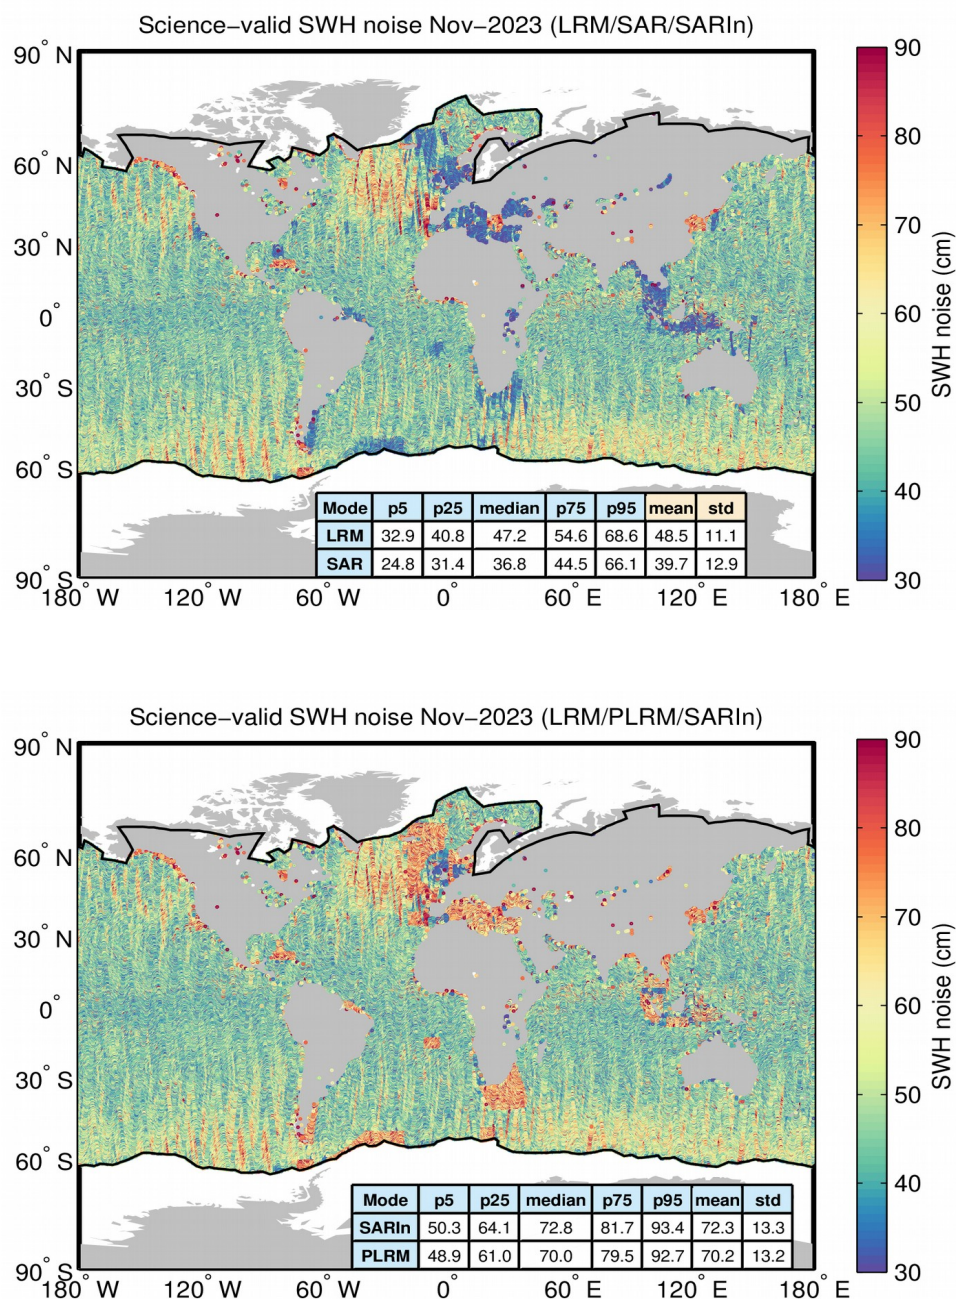 Science−valid SWH noise Nov−2023 (LRM/SAR/SARIn)
90° N
60° N
30° N
0°
30° S
60° S
90° S
180° W 120° W 60° W 0° 60° E 120° E 180° E
90
80
70
60
50
40
30
SWH noise (cm)
Mode p5 p25 median p75 p95 mean std
LRM 32.9 40.8 47.2 54.6 68.6 48.5 11.1
SAR 24.8 31.4 36.8 44.5 66.1 39.7 12.9
Science−valid SWH noise Nov−2023 (LRM/PLRM/SARIn)
90° N
60° N
30° N
0°
30° S
60° S
90° S
180° W 120° W 60° W 0° 60° E 120° E 180° E
90
80
70
60
50
40
30
SWH noise (cm)
Mode p5 p25 median p75 p95 mean std
SARIn 50.3 64.1 72.8 81.7 93.4 72.3 13.3
PLRM 48.9 61.0 70.0 79.5 92.7 70.2 13.2